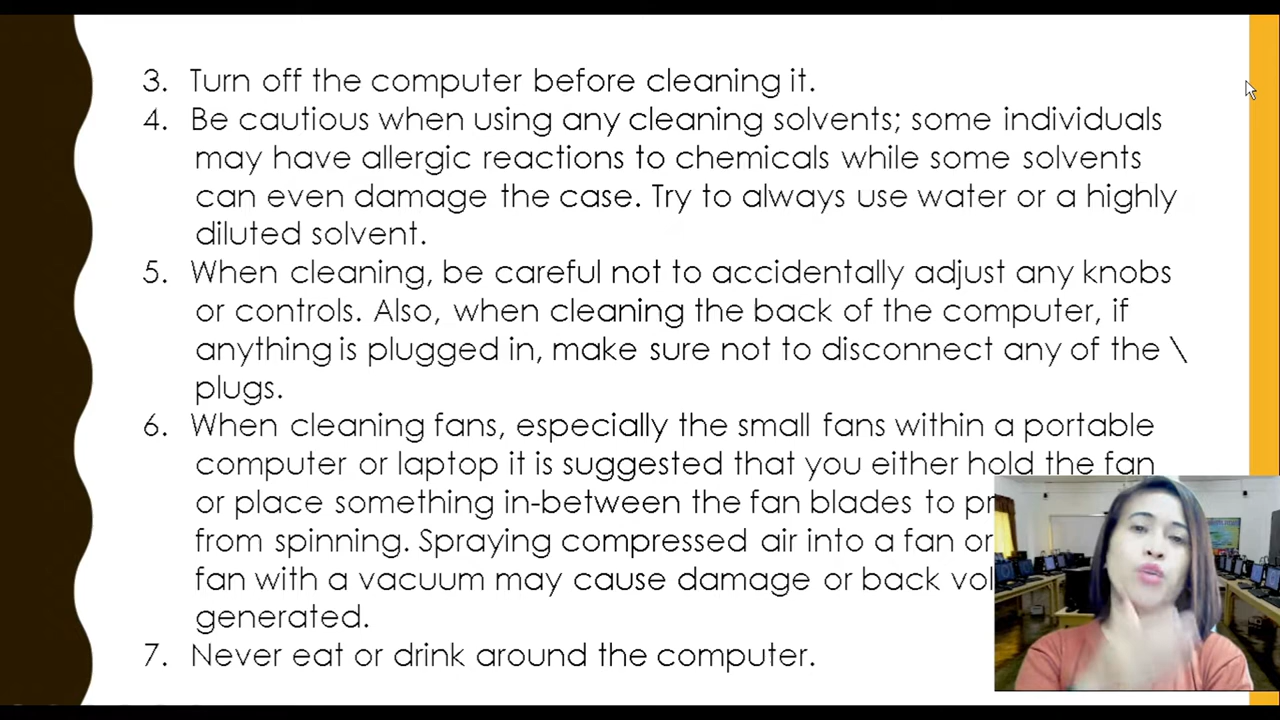 3. Turn off the computer before cleaning it.
4. Be cautious when using any cleaning solvents; some individuals
may have allergic reactions to chemicals while some solvents
can even damage the case. Try to always use water or a highly
diluted solvent.
5. When cleaning, be careful not to accidentally adjust any knobs
or controls. Also, when cleaning the back of the computer, if
anything is plugged in, make sure not to disconnect any of the \
plugs.
6. When cleaning fans, especially the small fans within a portable
computer or laptop it is suggested that you either hold the fan
or place something in-between the fan blades to
from spinning. Spraying compressed air into a fan or
fan with a vacuum may cause damage or back
generated.
7. Never eat or drink around the computer.